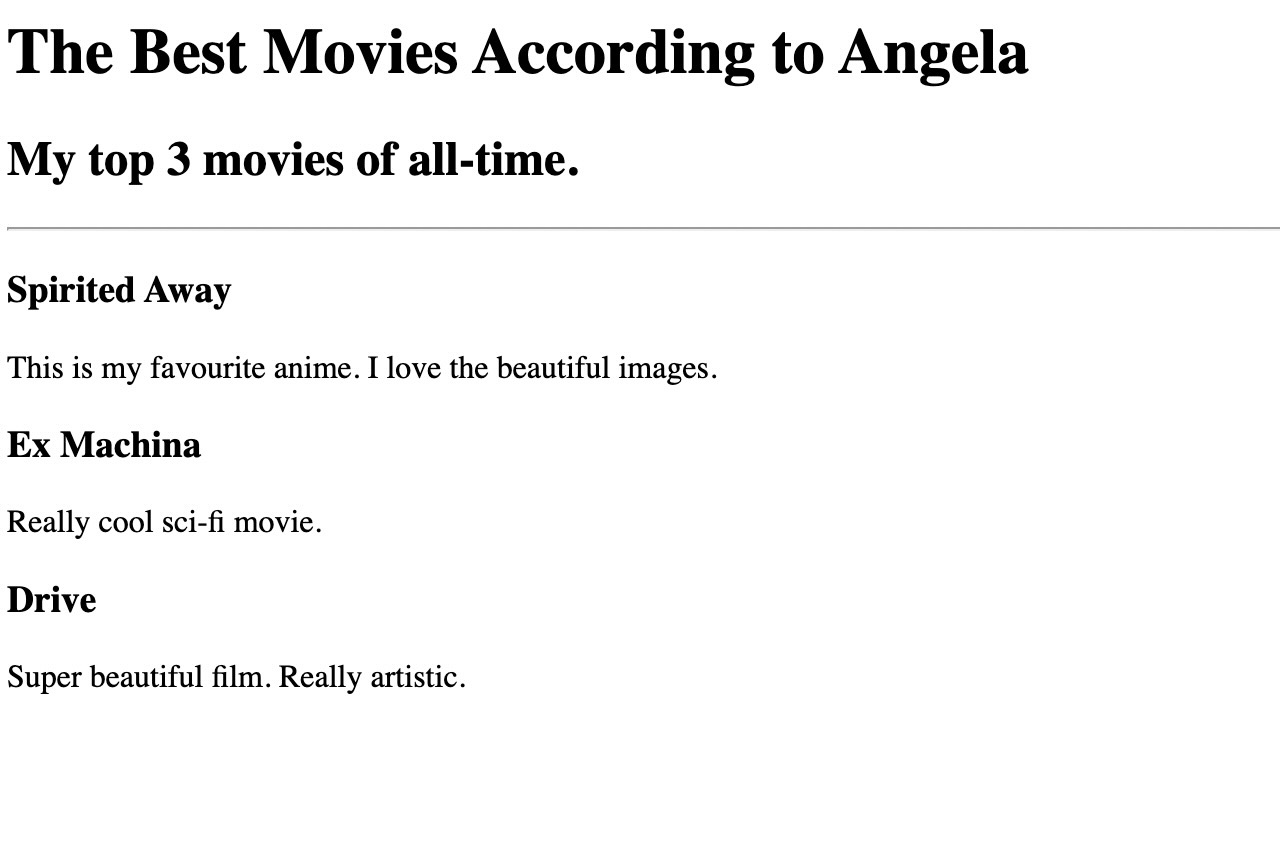 The Best Movies According to Angela
My top 3 movies of all-time.
Spirited Away
This is my favourite anime. I love the beautiful images.
Ex Machina
Really cool sci-fi movie.
Drive
Super beautiful film. Really artistic.